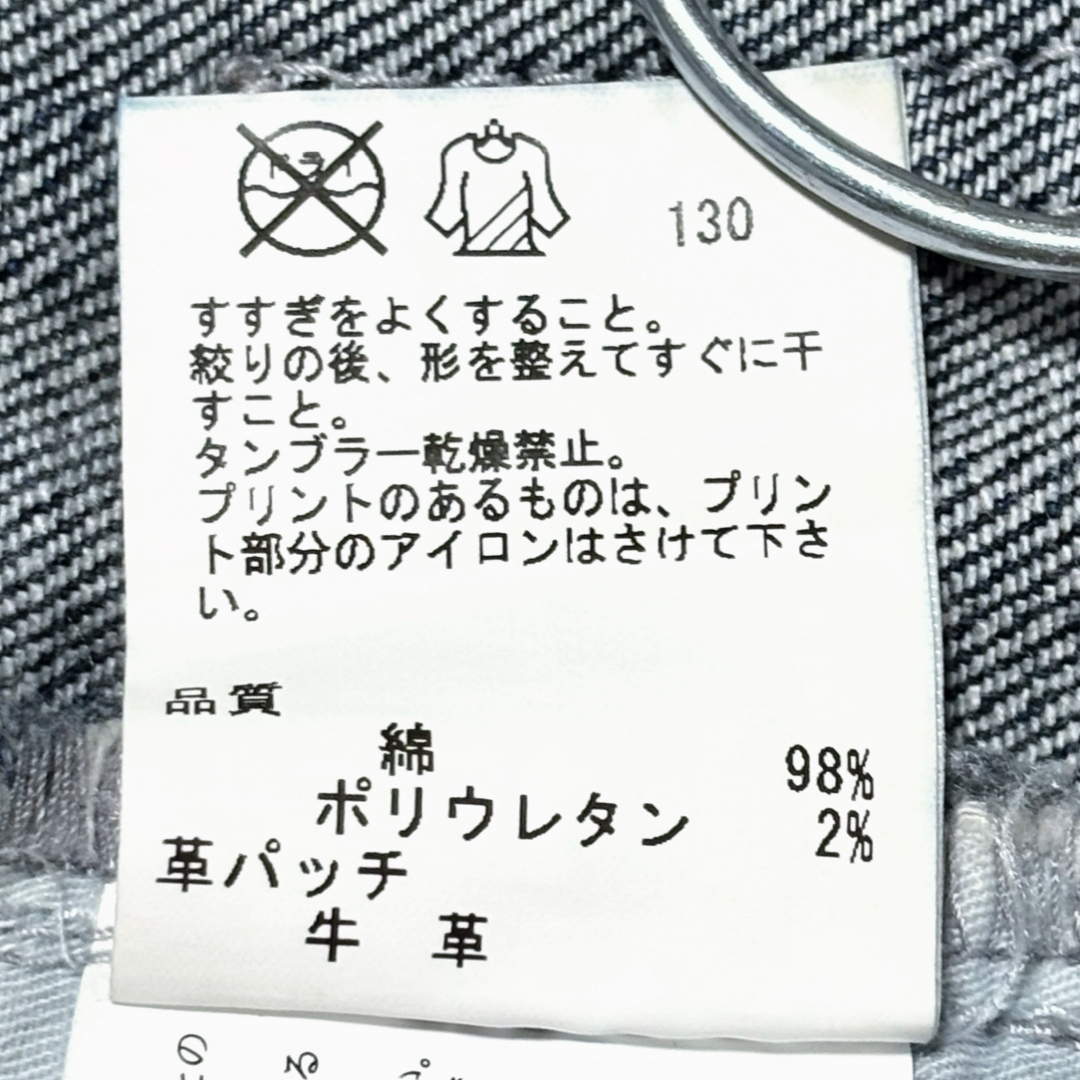 ドライ
130
すすぎをよくすること。
絞りの後、形を整えてすぐに干
すこと。
タンブラー乾燥禁止。
プリントのあるものは、プリン
ト部分のアイロンはさけて下さ
い。
品質
綿 98%
ポリウレタン 2%
革パッチ
牛 革